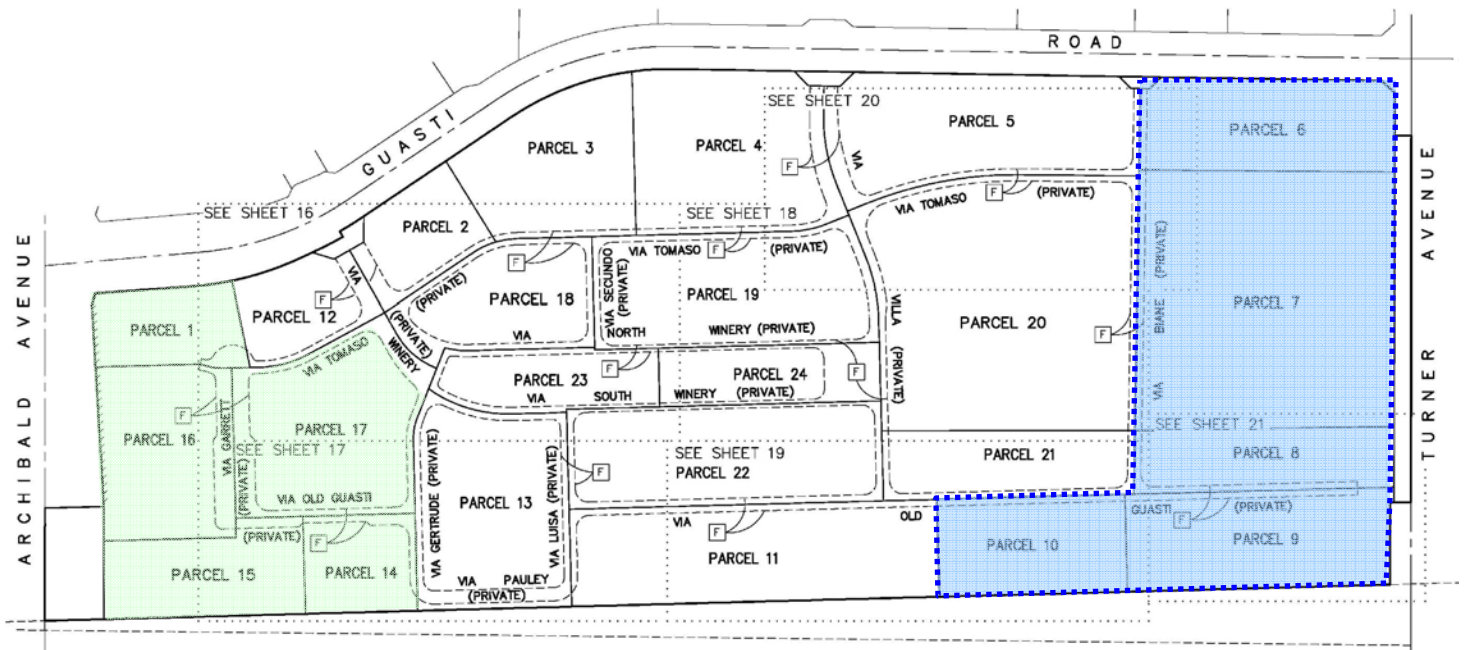 ROAD
GUASTI
SEE SHEET 20
PARCEL 5
PARCEL 6
PARCEL 3
PARCEL 4
F
VIA
TURNER AVENUE
ARCHIBALD AVENUE
SEE SHEET 16
PARCEL 2
SEE SHEET 18
VIA TOMASO
(PRIVATE)
F
F
VIA TOMASO
(PRIVATE)
F
VIA SECUNDO
(PRIVATE)
VIA
F
(PRIVATE)
PARCEL 12
PARCEL 18
PARCEL 19
PARCEL 20
PARCEL 7
VIA BIANE (PRIVATE)
VILLA
(PRIVATE)
F
PARCEL 1
(PRIVATE)
WINERY
VIA
NORTH
WINERY (PRIVATE)
VIA TOMASO
PARCEL 23
F
PARCEL 24
F
VIA
SOUTH
WINERY
(PRIVATE)
PARCEL 16
F
VIA GARRETT
(PRIVATE)
PARCEL 17
SEE SHEET 17
SEE SHEET 19
PARCEL 22
PARCEL 21
SEE SHEET 21
PARCEL 8
VIA GERTRUDE (PRIVATE)
PARCEL 13
VIA LUISA (PRIVATE)
F
VIA OLD GUASTI
(PRIVATE)
F
VIA
F
OLD
GUASTI
F
(PRIVATE)
PARCEL 15
PARCEL 14
VIA PAULEY
(PRIVATE)
PARCEL 11
PARCEL 10
PARCEL 9